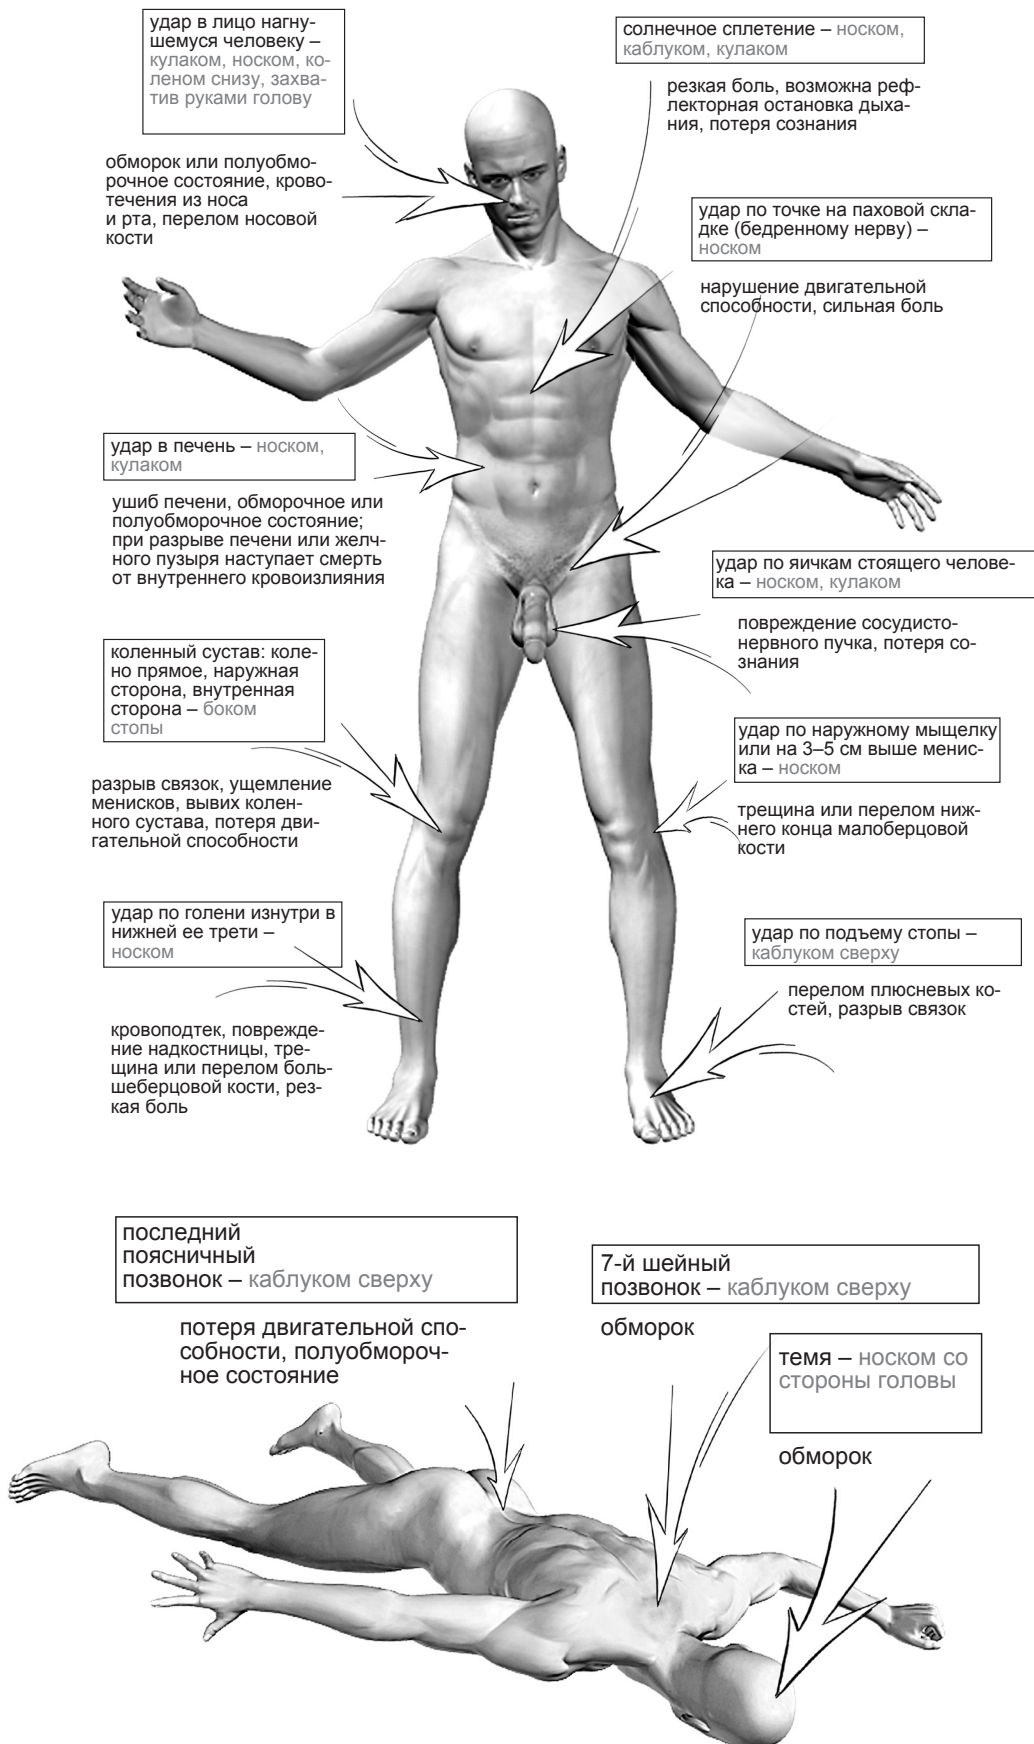 удар в лицо нагну-
шемуся человеку –
кулаком, носком, ко-
леном снизу, захва-
тив руками голову
обморок или полуобмо-
рочное состояние, крово-
течения из носа
и рта, перелом носовой
кости
солнечное сплетение – носком,
каблуком, кулаком
резкая боль, возможна реф-
лекторная остановка дыха-
ния, потеря сознания
удар по точке на паховой скла-
дке (бедренному нерву) –
носком
нарушение двигательной
способности, сильная боль
удар в печень – носком,
кулаком
ушиб печени, обморочное или
полуобморочное состояние;
при разрыве печени или желч-
ного пузыря наступает смерть
от внутреннего кровоизлияния
удар по яичкам стоящего челове-
ка – носком, кулаком
повреждение сосудисто-
нервного пучка, потеря со-
знания
коленный сустав: коле-
но прямое, наружная
сторона, внутренная
сторона – боком
стопы
разрыв связок, ущемление
менисков, вывих колен-
ного сустава, потеря дви-
гательной способности
удар по наружному мыщелку
или на 3–5 см выше менис-
ка – носком
трещина или перелом ниж-
него конца малоберцовой
кости
удар по голени изнутри в
нижней ее трети –
носком
кровоподтек, поврежде-
ние надкостницы, тре-
щина или перелом боль-
шеберцовой кости, рез-
кая боль
удар по подъему стопы –
каблуком сверху
перелом плюсневых ко-
стей, разрыв связок
последний
поясничный
позвонок – каблуком сверху
потеря двигательной спо-
собности, полуобмороч-
ное состояние
7-й шейный
позвонок – каблуком сверху
обморок
темя – носком со
стороны головы
обморок